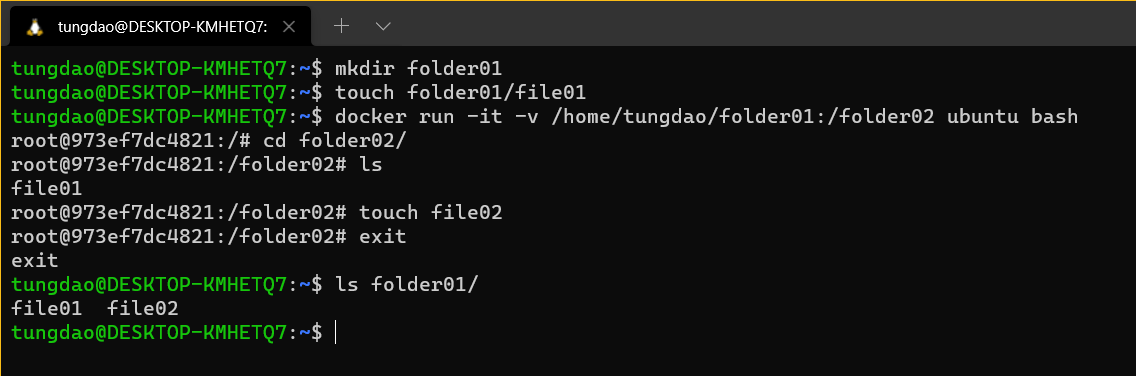 tungdao@DESKTOP-KMHETQ7:
tungdao@DESKTOP-KMHETQ7:~$ mkdir folder01
tungdao@DESKTOP-KMHETQ7:~$ touch folder01/file01
tungdao@DESKTOP-KMHETQ7:~$ docker run -it -v /home/tungdao/folder01:/folder02 ubuntu bash
root@973ef7dc4821:/# cd folder02/
root@973ef7dc4821:/folder02# ls
file01
root@973ef7dc4821:/folder02# touch file02
root@973ef7dc4821:/folder02# exit
exit
tungdao@DESKTOP-KMHETQ7:~$ ls folder01/
file01  file02
tungdao@DESKTOP-KMHETQ7:~$